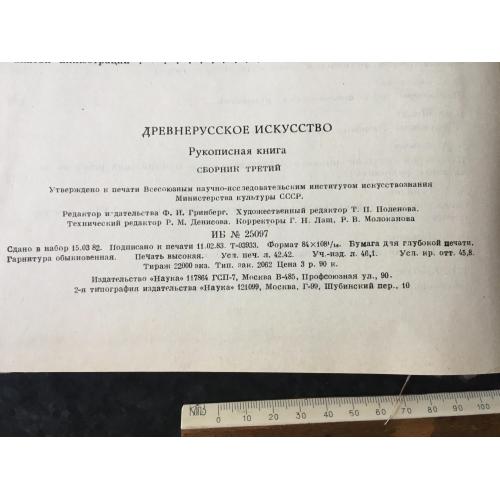 ДРЕВНЕРУССКОЕ ИСКУССТВО
Рукописная книга
СБОРНИК ТРЕТИЙ
Утверждено к печати Всесоюзным научно-исследовательским институтом искусствознания
Министерства культуры СССР.
Редактор издательства Ф. И. Гринберг. Художественный редактор Т. П. Поленова.
Технический редактор Р. М. Денисова. Корректоры Г. Н. Лащ, Р. В. Молоканова
ИБ № 25097
Сдано в набор 15.03 82. Подписано к печати 11.02.83. Т-03933. Формат 84×108¹/₁₆. Бумага для глубокой печати.
Гарнитура обыкновенная. Печать высокая. Усл. печ. л. 42,42. Уч.-изд. л. 46,1. Усл. кр. отт. 45,8.
Тираж 22000 экз. Тип. зак. 2062 Цена 3 р. 90 к.
Издательство «Наука» 117864 ГСП-7, Москва В-485, Профсоюзная ул., 90.
2-я типография издательства «Наука» 121099, Москва, Г-99, Шубинский пер., 10
0 10 20 30 40 50 60 70 80 90 100 110 120 130